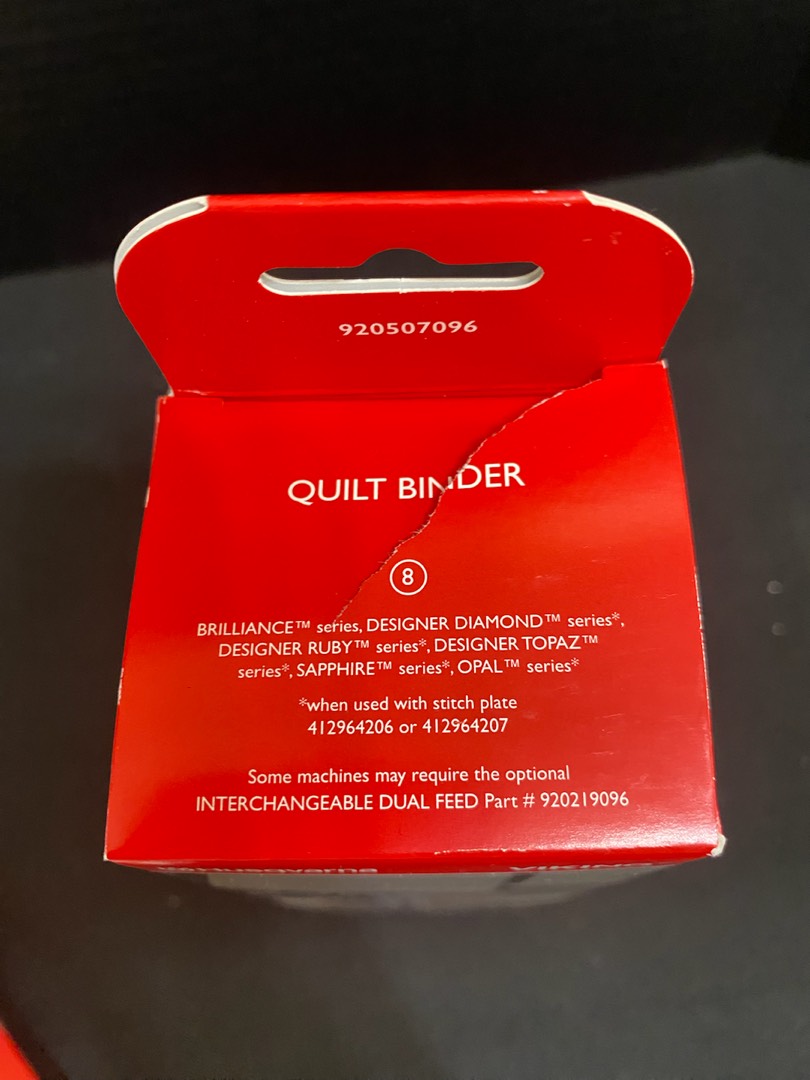 920507096
QUILT BINDER
8
BRILLIANCE™ series, DESIGNER DIAMOND™ series*,
DESIGNER RUBY™ series*, DESIGNER TOPAZ™
series*, SAPPHIRE™ series*, OPAL™ series*
*when used with stitch plate
412964206 or 412964207
Some machines may require the optional
INTERCHANGEABLE DUAL FEED Part # 920219096